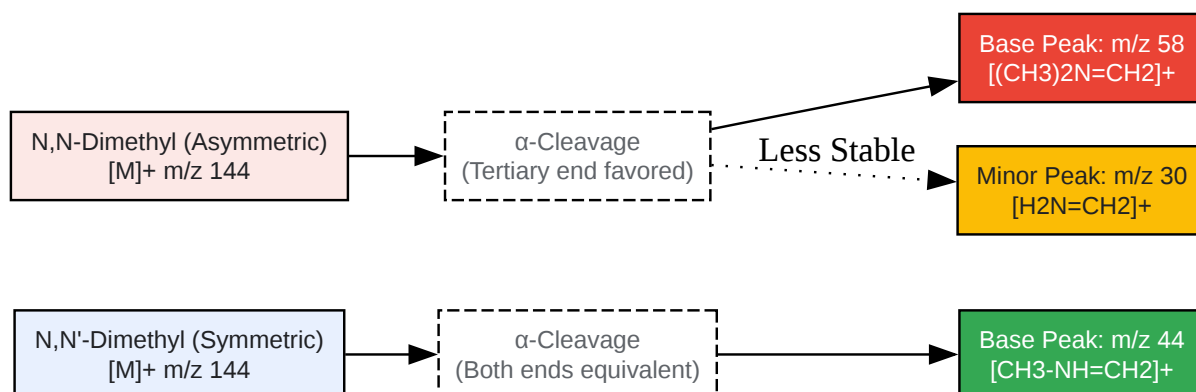 Base Peak: m/z 58
[(CH3)2N=CH2]+
N,N-Dimethyl (Asymmetric)
[M]+ m/z 144
α-Cleavage
(Tertiary end favored)
Less Stable
Minor Peak: m/z 30
[H2N=CH2]+
N,N'-Dimethyl (Symmetric)
[M]+ m/z 144
α-Cleavage
(Both ends equivalent)
Base Peak: m/z 44
[CH3-NH=CH2]+